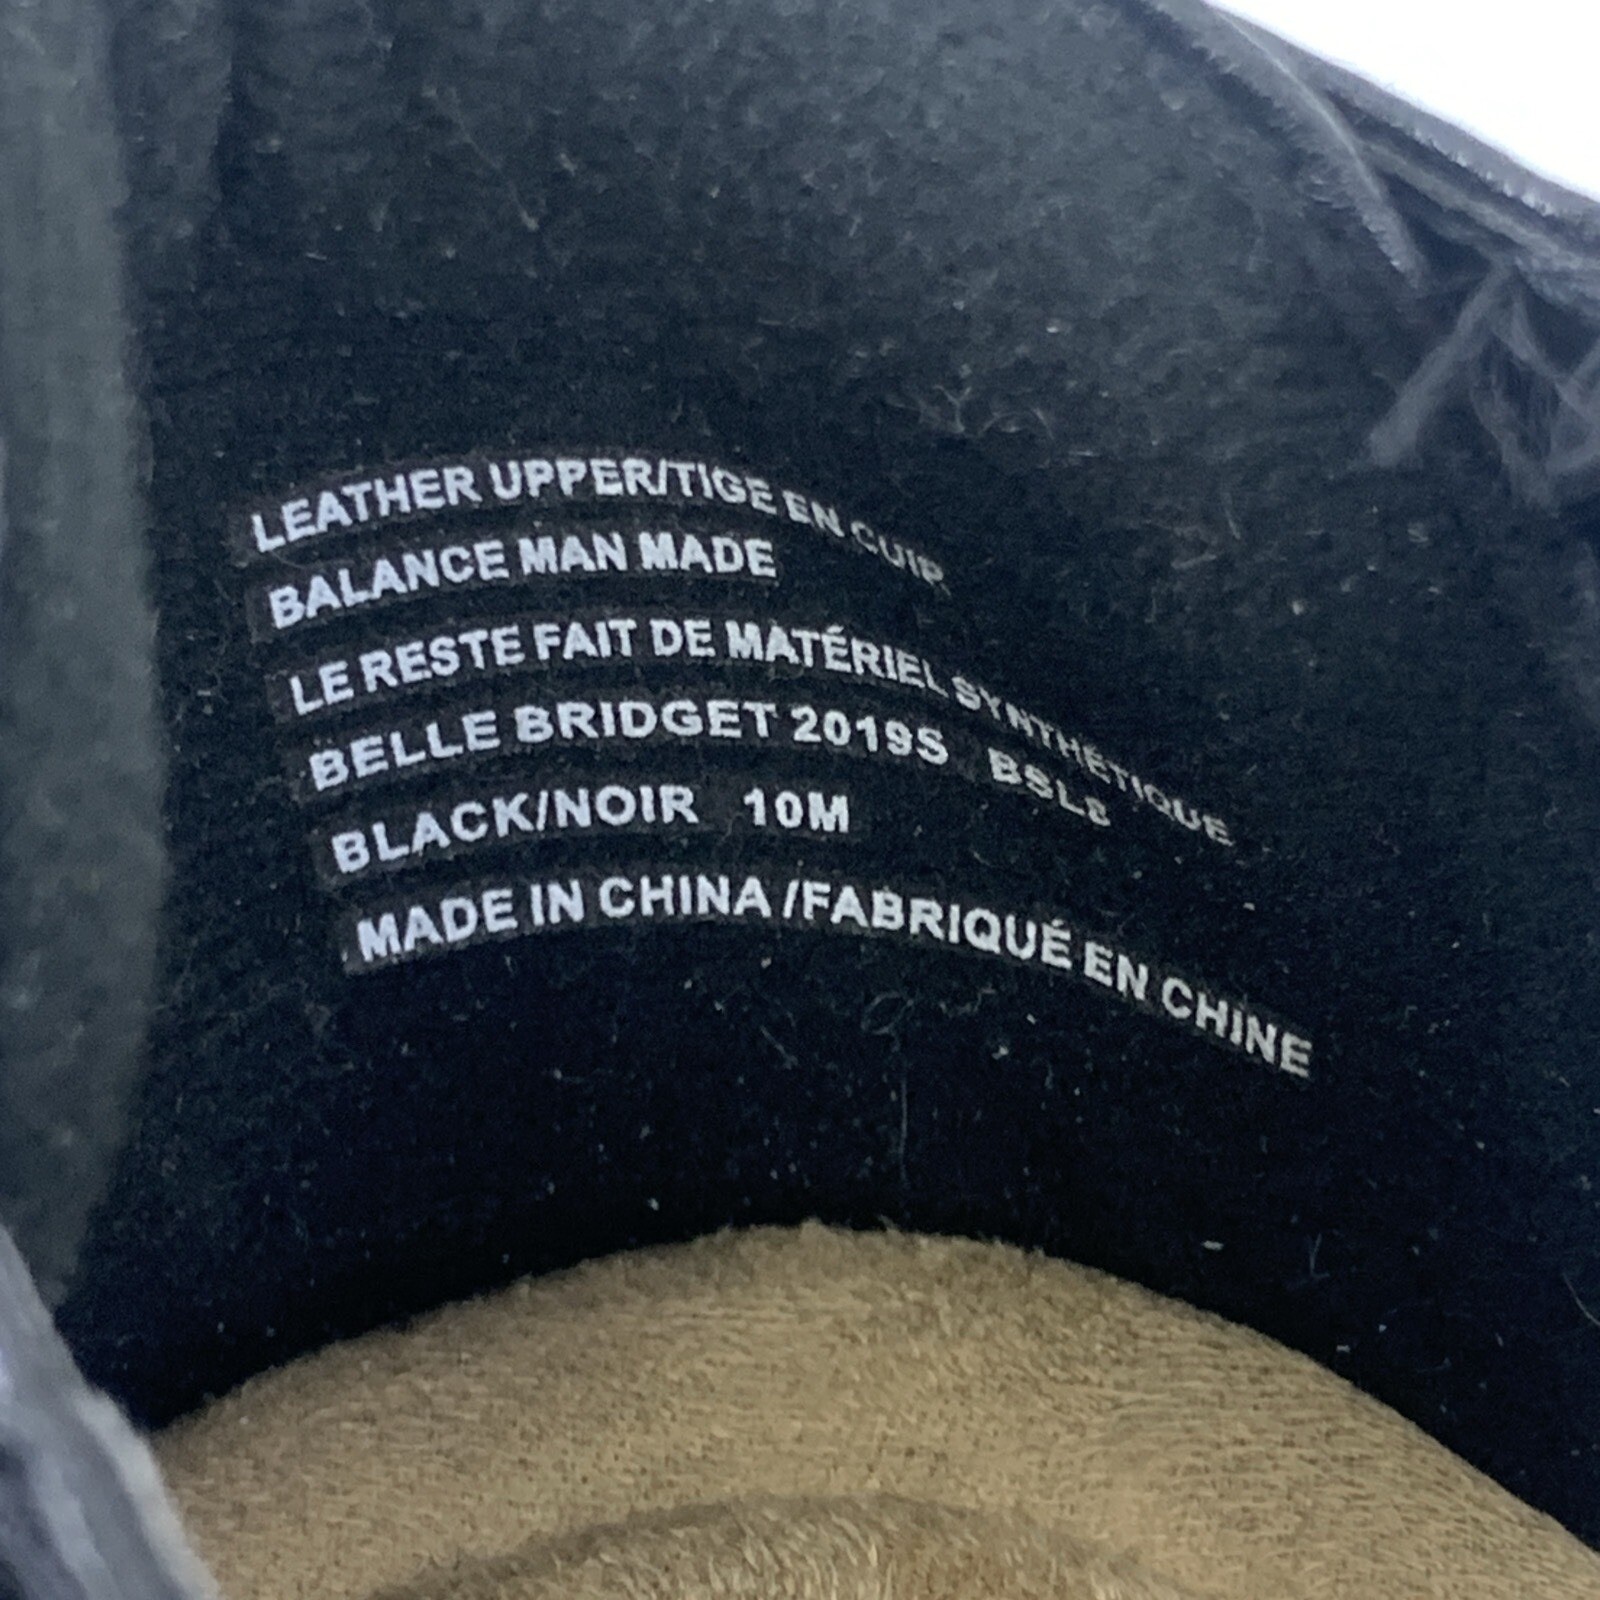 LEATHER UPPER/TIGE EN CUIR
BALANCE MAN MADE
LE RESTE FAIT DE MATÉRIEL SYNTHÉTIQUE
BELLE BRIDGET 2019S BSL8
BLACK/NOIR 10M
MADE IN CHINA /FABRIQUÉ EN CHINE